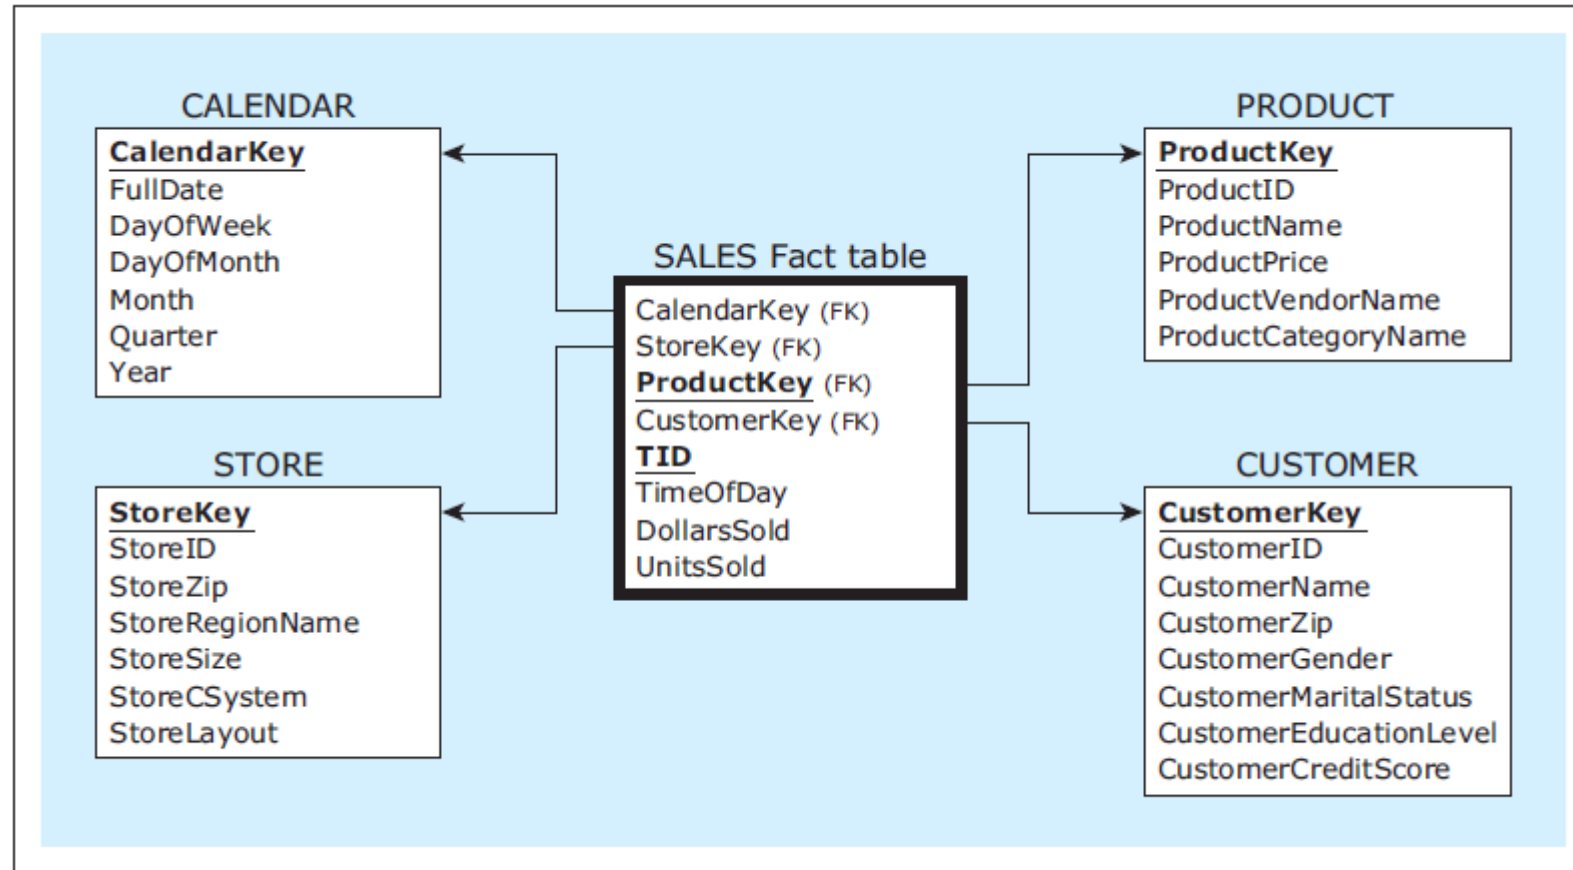 CALENDAR
CalendarKey
FullDate
DayOfWeek
DayOfMonth
Month
Quarter
Year
STORE
StoreKey
StoreID
StoreZip
StoreRegionName
StoreSize
StoreCSystem
StoreLayout
SALES Fact table
CalendarKey (FK)
StoreKey (FK)
ProductKey (FK)
CustomerKey (FK)
TID
TimeOfDay
DollarsSold
UnitsSold
PRODUCT
ProductKey
ProductID
ProductName
ProductPrice
ProductVendorName
ProductCategoryName
CUSTOMER
CustomerKey
CustomerID
CustomerName
CustomerZip
CustomerGender
CustomerMaritalStatus
CustomerEducationLevel
CustomerCreditScore